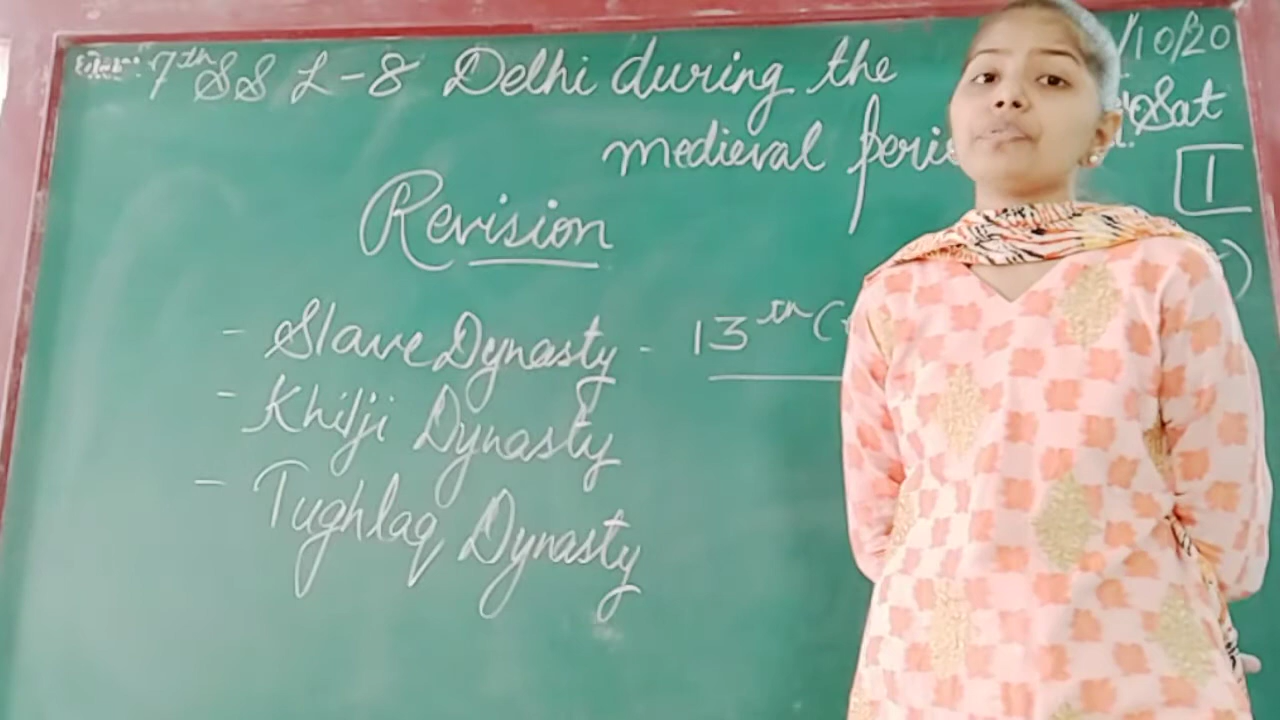 7th SS L-8 Delhi during the /10/20
medieval Sat
1
Revision
- Slave Dynasty - 13th (
- Khilji Dynasty
- Tughlaq Dynasty